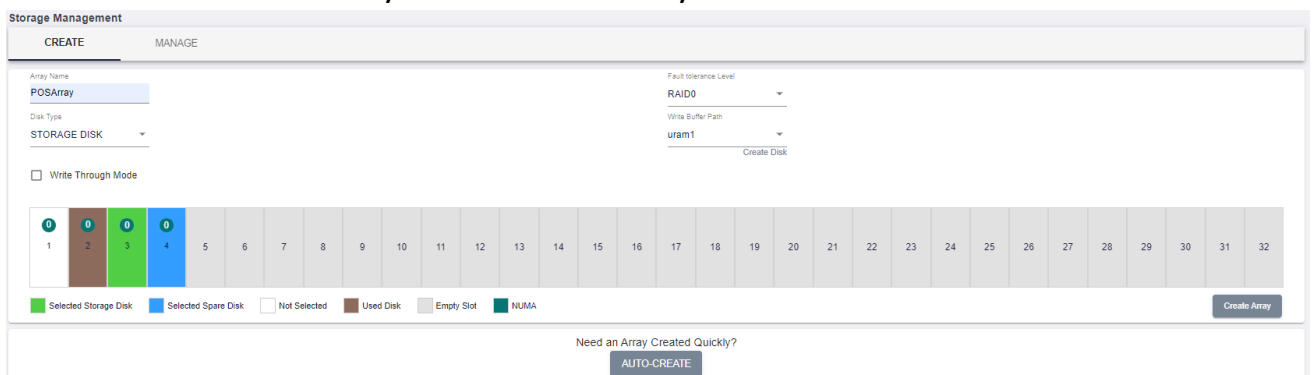 Storage Management
CREATE MANAGE
Array Name Fault tolerance Level
POSArray RAID0
Disk Type Write Buffer Path
STORAGE DISK uram1
Create Disk
Write Through Mode
0 0 0 0
1 2 3 4 5 6 7 8 9 10 11 12 13 14 15 16 17 18 19 20 21 22 23 24 25 26 27 28 29 30 31 32
Selected Storage Disk Selected Spare Disk Not Selected Used Disk Empty Slot NUMA Create Array
Need an Array Created Quickly?
AUTO-CREATE